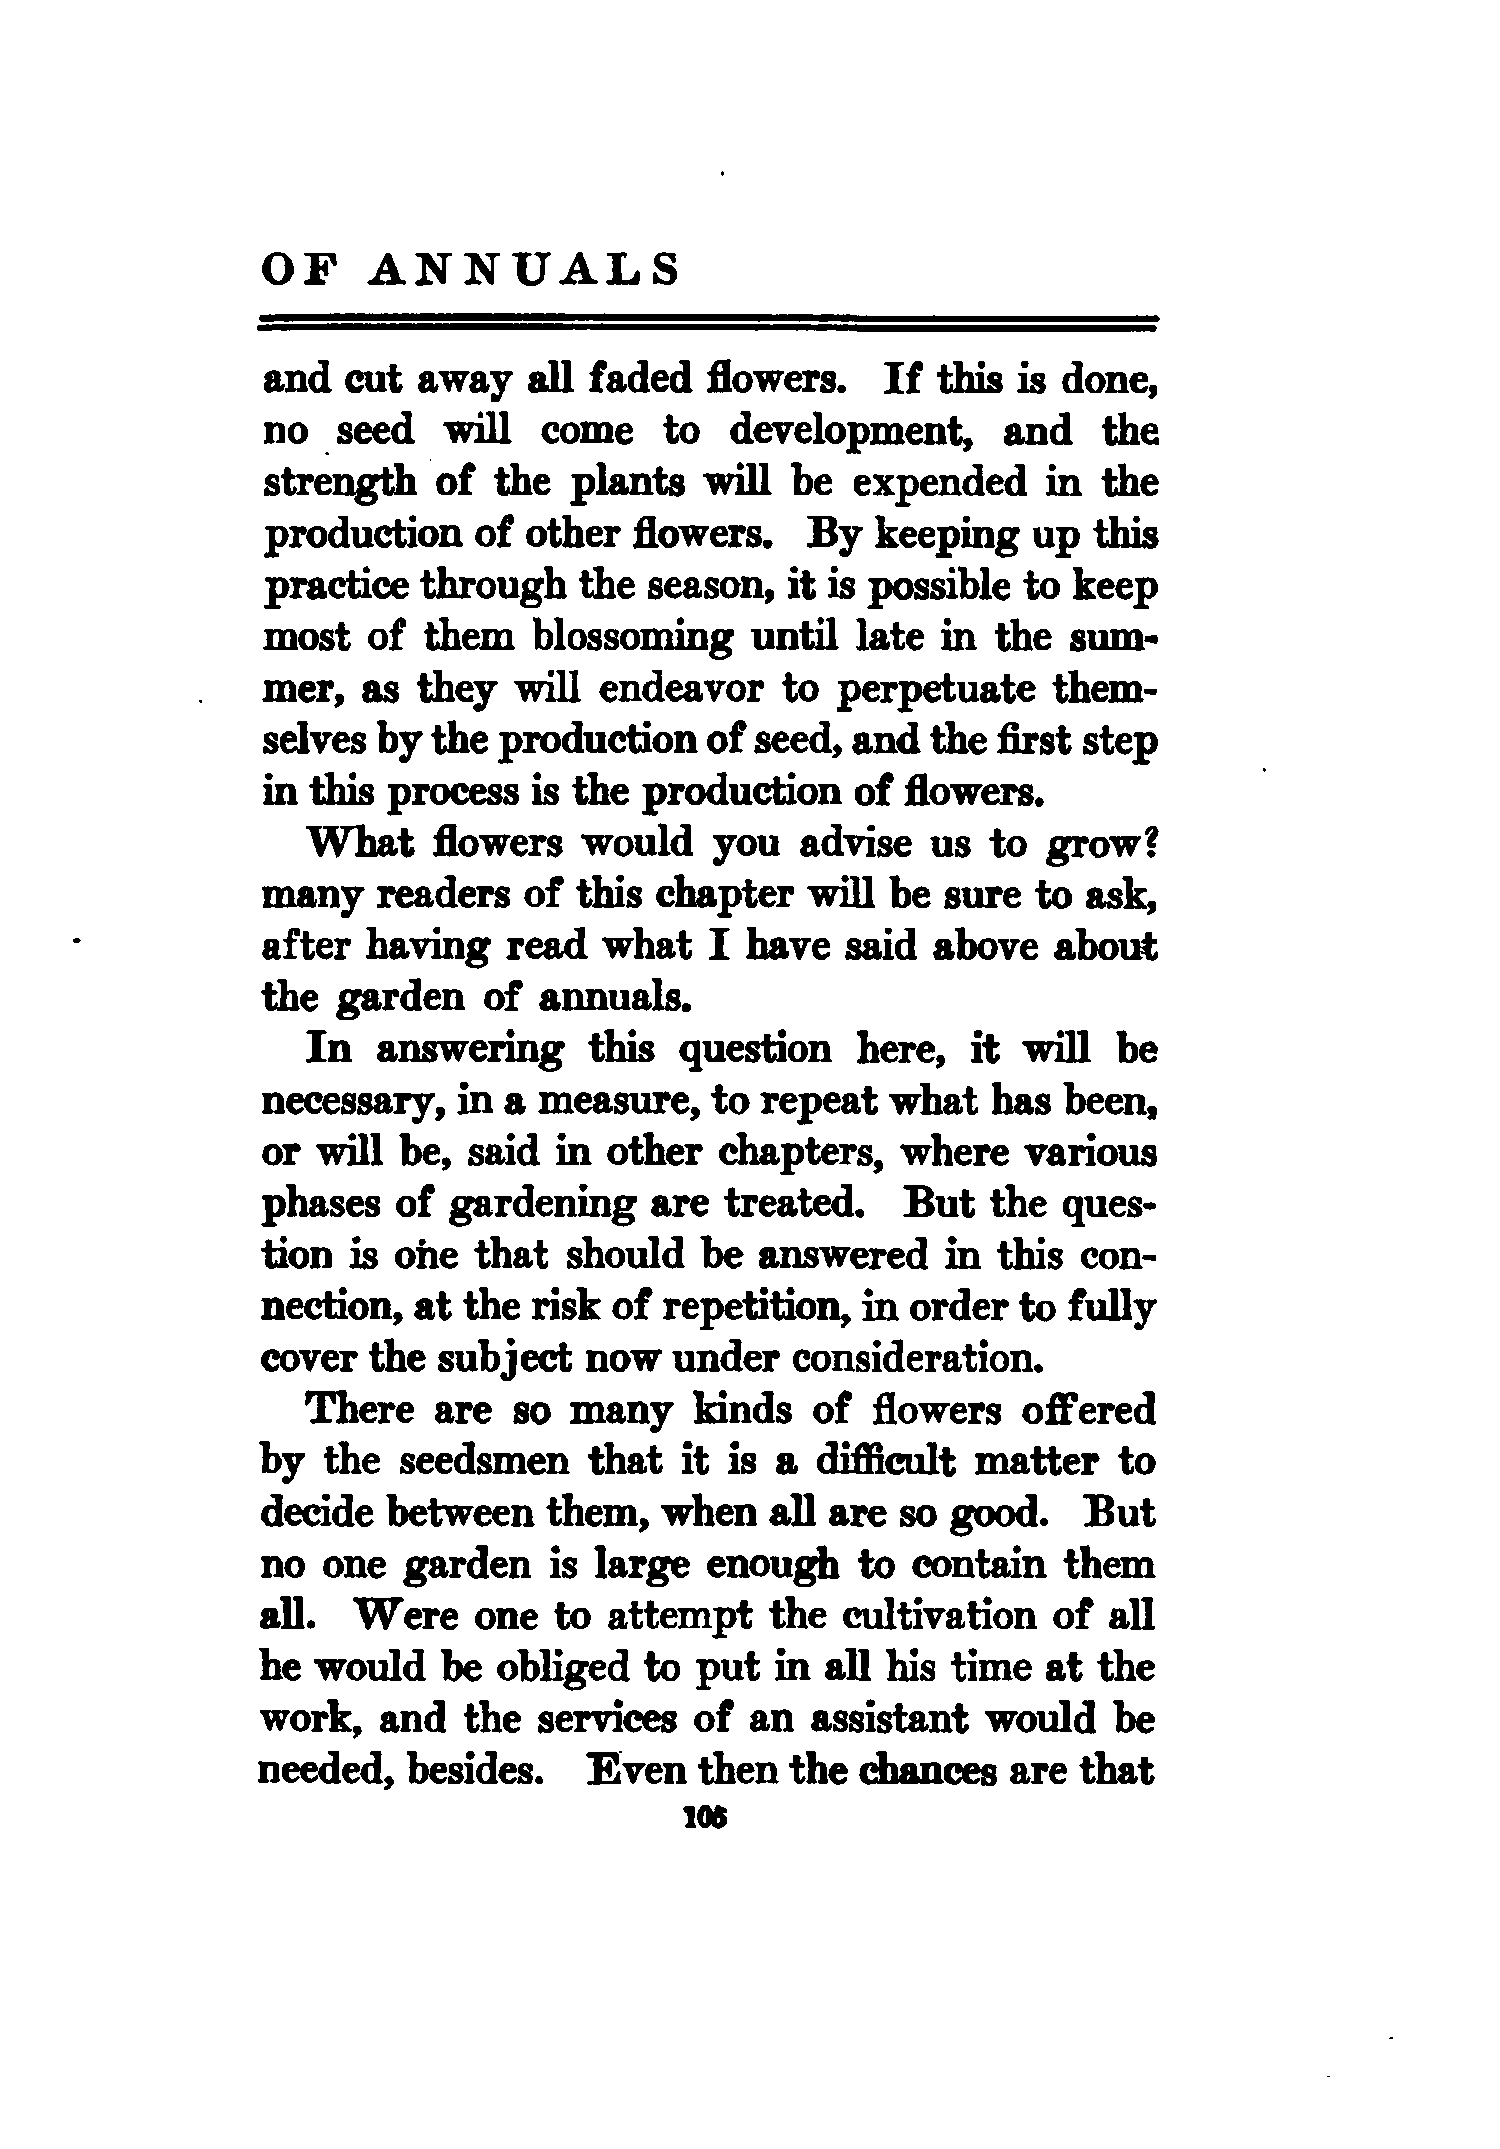 OF ANNUALS
and cut away all faded flowers. If this is done,
no seed will come to development, and the
strength of the plants will be expended in the
production of other flowers. By keeping up this
practice through the season, it is possible to keep
most of them blossoming until late in the sum-
mer, as they will endeavor to perpetuate them-
selves by the production of seed, and the first step
in this process is the production of flowers.
What flowers would you advise us to grow?
many readers of this chapter will be sure to ask,
after having read what I have said above about
the garden of annuals.
In answering this question here, it will be
necessary, in a measure, to repeat what has been,
or will be, said in other chapters, where various
phases of gardening are treated. But the ques-
tion is one that should be answered in this con-
nection, at the risk of repetition, in order to fully
cover the subject now under consideration.
There are so many kinds of flowers offered
by the seedsmen that it is a difficult matter to
decide between them, when all are so good. But
no one garden is large enough to contain them
all. Were one to attempt the cultivation of all
he would be obliged to put in all his time at the
work, and the services of an assistant would be
needed, besides. Even then the chances are that